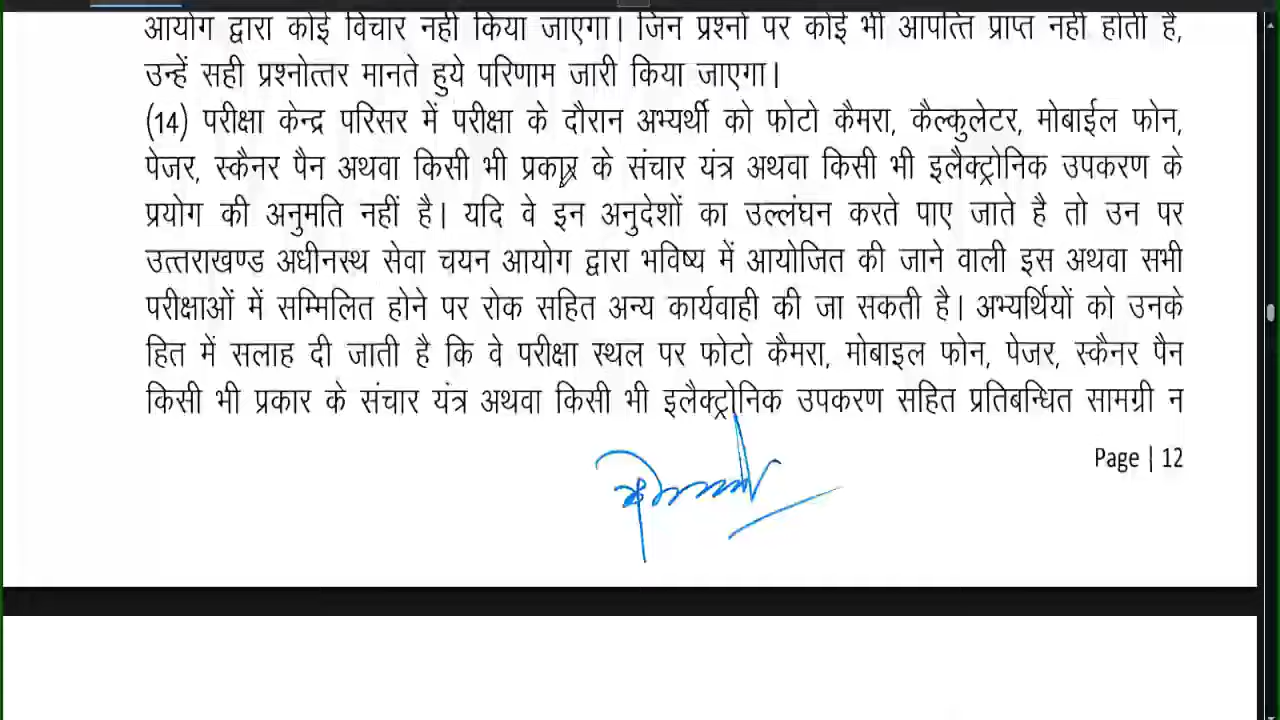 आयोग द्वारा कोई विचार नही किया जाएगा। जिन प्रश्नो पर कोई भी आपत्ति प्राप्त नही होती है,
उन्हें सही प्रश्नोत्तर मानते हुये परिणाम जारी किया जाएगा।
(14) परीक्षा केन्द्र परिसर में परीक्षा के दौरान अभ्यर्थी को फोटो कैमरा, कैल्कुलेटर, मोबाईल फोन,
पेजर, स्कैनर पैन अथवा किसी भी प्रकार के संचार यंत्र अथवा किसी भी इलैक्ट्रोनिक उपकरण के
प्रयोग की अनुमति नहीं है। यदि वे इन अनुदेशों का उल्लंघन करते पाए जाते है तो उन पर
उत्तराखण्ड अधीनस्थ सेवा चयन आयोग द्वारा भविष्य में आयोजित की जाने वाली इस अथवा सभी
परीक्षाओं में सम्मिलित होने पर रोक सहित अन्य कार्यवाही की जा सकती है। अभ्यर्थियों को उनके
हित में सलाह दी जाती है कि वे परीक्षा स्थल पर फोटो कैमरा, मोबाइल फोन, पेजर, स्कैनर पैन
किसी भी प्रकार के संचार यंत्र अथवा किसी भी इलैक्ट्रोनिक उपकरण सहित प्रतिबन्धित सामग्री न
Page | 12